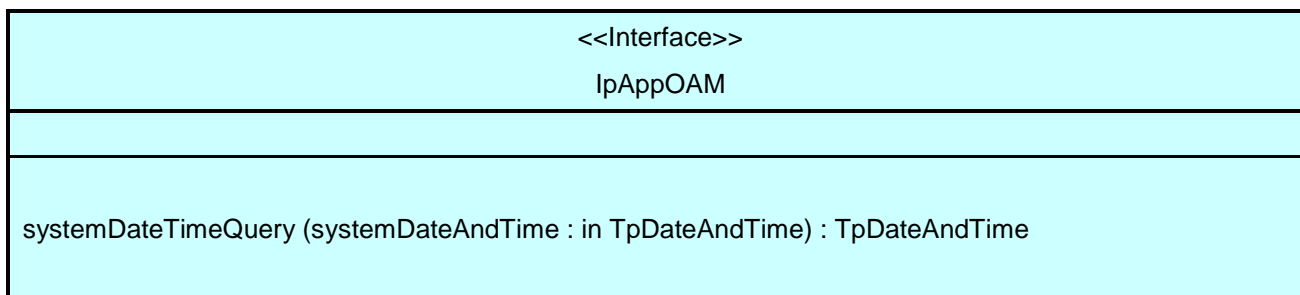 <<Interface>>
IpAppOAM
systemDateTimeQuery (systemDateAndTime : in TpDateAndTime) : TpDateAndTime